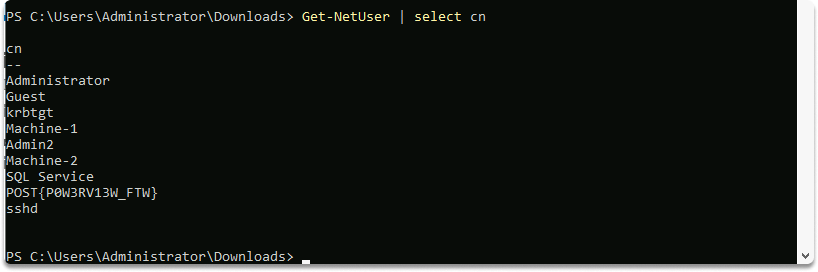 PS C:\Users\Administrator\Downloads> Get-NetUser | select cn
cn
--
Administrator
Guest
krbtgt
Machine-1
Admin2
Machine-2
SQL Service
POST{P0W3RV13W_FTW}
sshd
PS C:\Users\Administrator\Downloads>